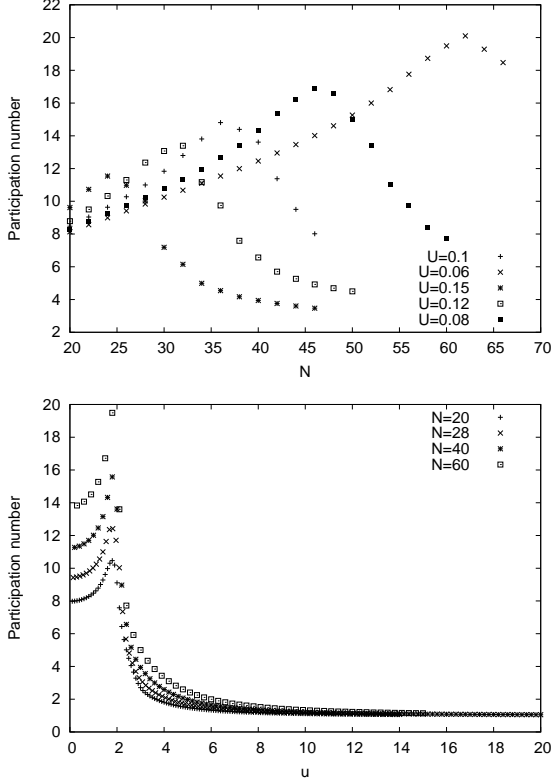 22
20
18
16
14
12
10
8
6
4
2
Participation number
U=0.1
U=0.06
U=0.15
U=0.12
U=0.08
20 25 30 35 40 45 50 55 60 65 70
N
20
18
16
14
12
10
8
6
4
2
0
Participation number
N=20
N=28
N=40
N=60
0 2 4 6 8 10 12 14 16 18 20
u